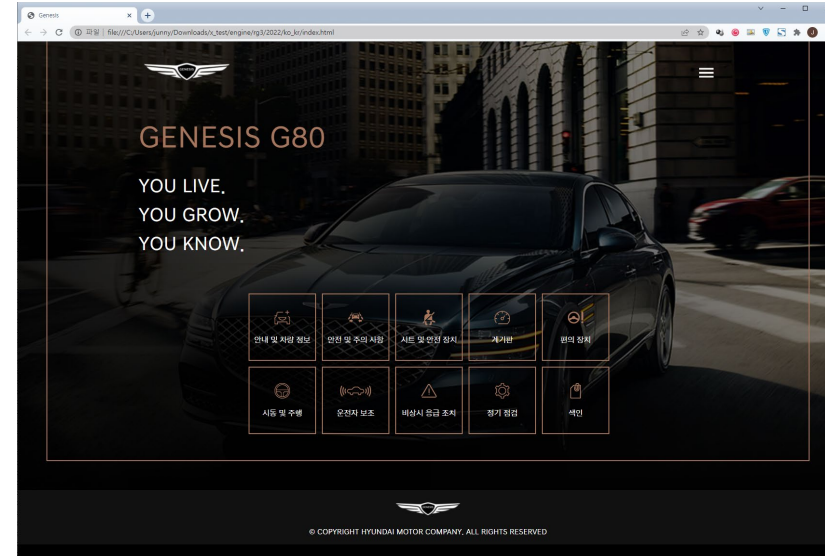 Genesis
파일 file:///C:/Users/junny/Downloads/x_test/engine/rg3/2022/ko_kr/index.html
GENESIS
GENESIS G80
YOU LIVE.
YOU GROW.
YOU KNOW.
안내 및 차량 정보
안전 및 주의 사항
시트 및 안전 장치
계기판
편의 장치
시동 및 주행
운전자 보조
비상시 응급 조치
정기 점검
색인
© COPYRIGHT HYUNDAI MOTOR COMPANY, ALL RIGHTS RESERVED